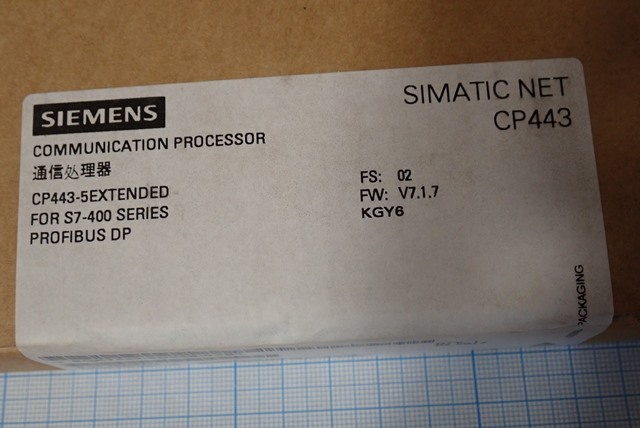 SIEMENS
SIMATIC NET
CP443
COMMUNICATION PROCESSOR
通信处理器
CP443-5EXTENDED
FOR S7-400 SERIES
PROFIBUS DP
FS: 02
FW: V7.1.7
KGY6
PACKAGING